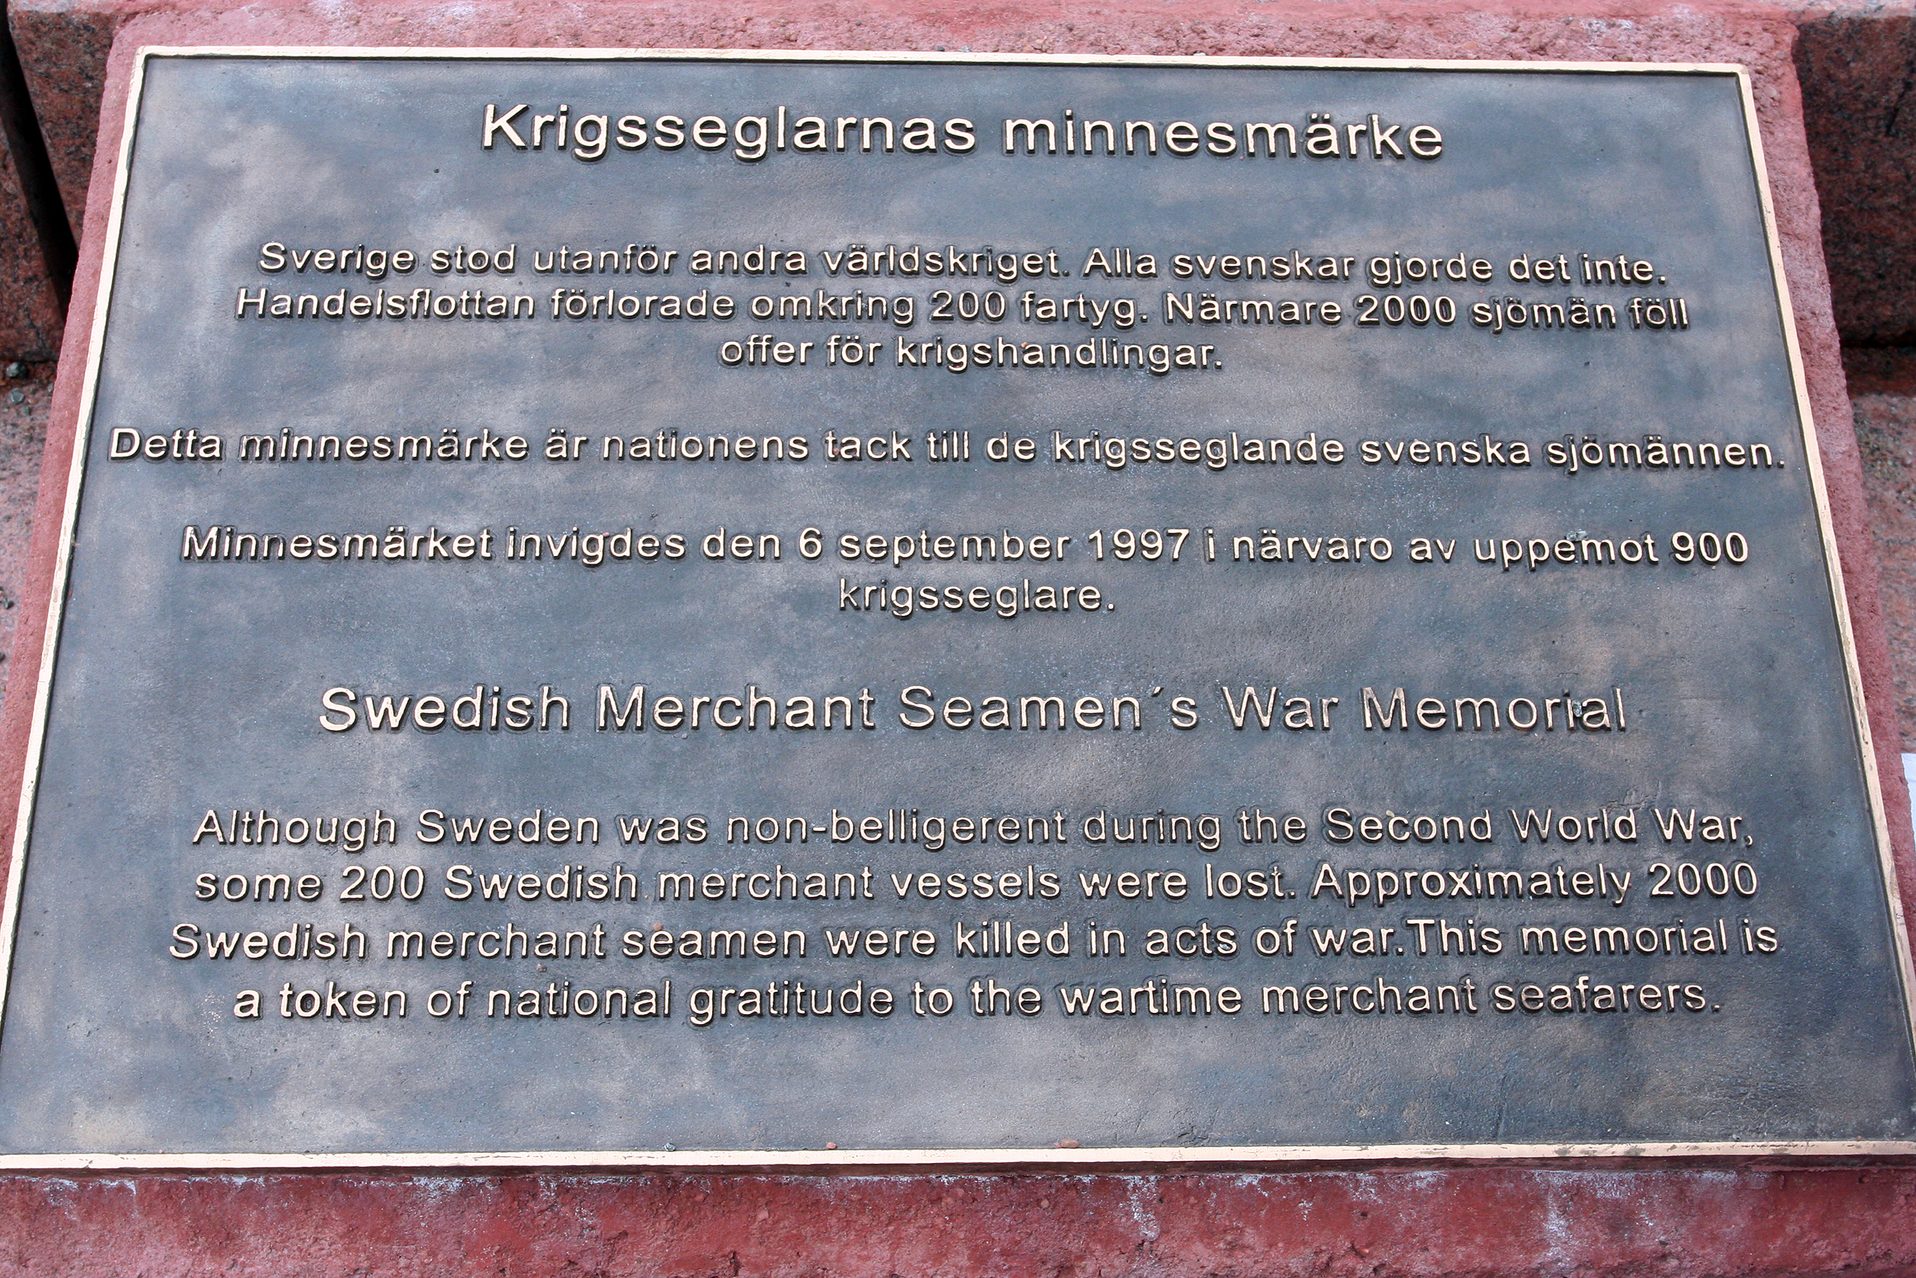 Krigsseglarnas minnesmärke
Sverige stod utanför andra världskriget. Alla svenskar gjorde det inte.
Handelsflottan förlorade omkring 200 fartyg. Närmare 2000 sjömän föll
offer för krigshandlingar.
Detta minnesmärke är nationens tack till de krigsseglande svenska sjömännen.
Minnesmärket invigdes den 6 september 1997 i närvaro av uppemot 900
krigsseglare.
Swedish Merchant Seamen´s War Memorial
Although Sweden was non-belligerent during the Second World War,
some 200 Swedish merchant vessels were lost. Approximately 2000
Swedish merchant seamen were killed in acts of war.This memorial is
a token of national gratitude to the wartime merchant seafarers.